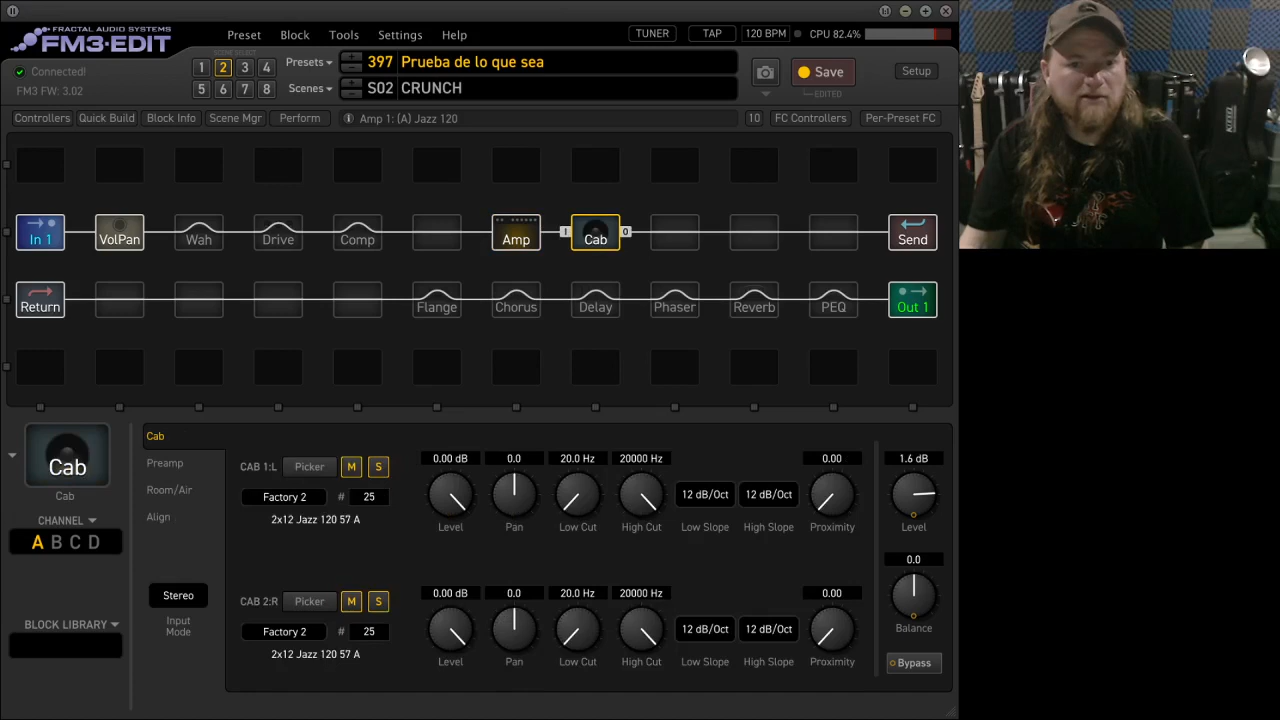 FRACTAL AUDIO SYSTEMS
FM3-EDIT
Preset Block Tools Settings Help
TUNER TAP 120 BPM CPU 82.4%
Connected!
FM3 FW: 3.02
SCENE SELECT
1 2 3 4
5 6 7 8
Presets 397 Prueba de lo que sea
Scenes S02 CRUNCH
Save
EDITED
Setup
Controllers Quick Build Block Info Scene Mgr Perform Amp 1: (A) Jazz 120 10 FC Controllers Per-Preset FC
In 1 VolPan Wah Drive Comp Amp I Cab O Send
Return Flange Chorus Delay Phaser Reverb PEQ Out 1
Cab
Cab
CHANNEL
A B C D
BLOCK LIBRARY
Cab
Preamp
Room/Air
Align
Stereo
Input
Mode
CAB 1:L Picker M S
Factory 2 # 25
2x12 Jazz 120 57 A
0.00 dB 0.0 20.0 Hz 20000 Hz 0.00
12 dB/Oct 12 dB/Oct
Level Pan Low Cut High Cut Low Slope High Slope Proximity
CAB 2:R Picker M S
Factory 2 # 25
2x12 Jazz 120 57 A
0.00 dB 0.0 20.0 Hz 20000 Hz 0.00
12 dB/Oct 12 dB/Oct
Level Pan Low Cut High Cut Low Slope High Slope Proximity
1.6 dB
Level
0.0
Balance
Bypass